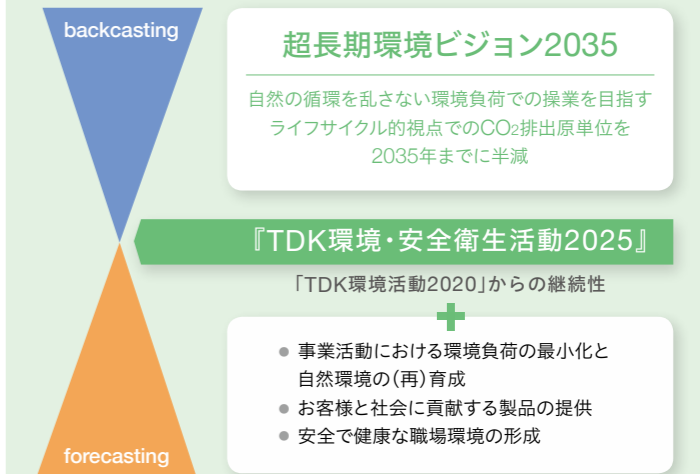 backcasting
超長期環境ビジョン2035
自然の循環を乱さない環境負荷での操業を目指す
ライフサイクル的視点でのCO₂排出原単位を
2035年までに半減
『TDK環境・安全衛生活動2025』
「TDK環境活動2020」からの継続性
+
● 事業活動における環境負荷の最小化と
自然環境の(再)育成
● お客様と社会に貢献する製品の提供
● 安全で健康な職場環境の形成
forecasting